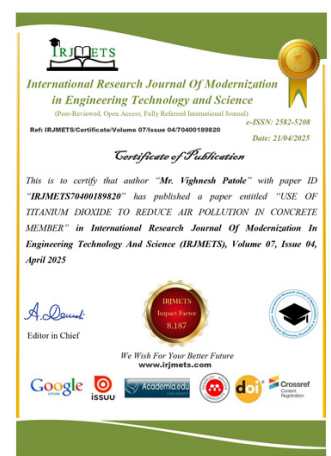 IRJMETS
International Research Journal Of Modernization
in Engineering Technology and Science
(Peer-Reviewed, Open Access, Fully Refereed International Journal)
e-ISSN: 2582-5208
Ref: IRJMETS/Certificate/Volume 07/Issue 04/70400189820
Date: 21/04/2025
Certificate of Publication
This is to certify that author "Mr. Vighnesh Patole" with paper ID
"IRJMETS70400189820" has published a paper entitled "USE OF
TITANIUM DIOXIDE TO REDUCE AIR POLLUTION IN CONCRETE
MEMBER" in International Research Journal Of Modernization In
Engineering Technology And Science (IRJMETS), Volume 07, Issue 04,
April 2025
IRJMETS
Impact Factor
8.187
Editor in Chief
We Wish For Your Better Future
www.irjmets.com
Google
scholar
issuu
Academia.edu
doi
Crossref
Content
Registration